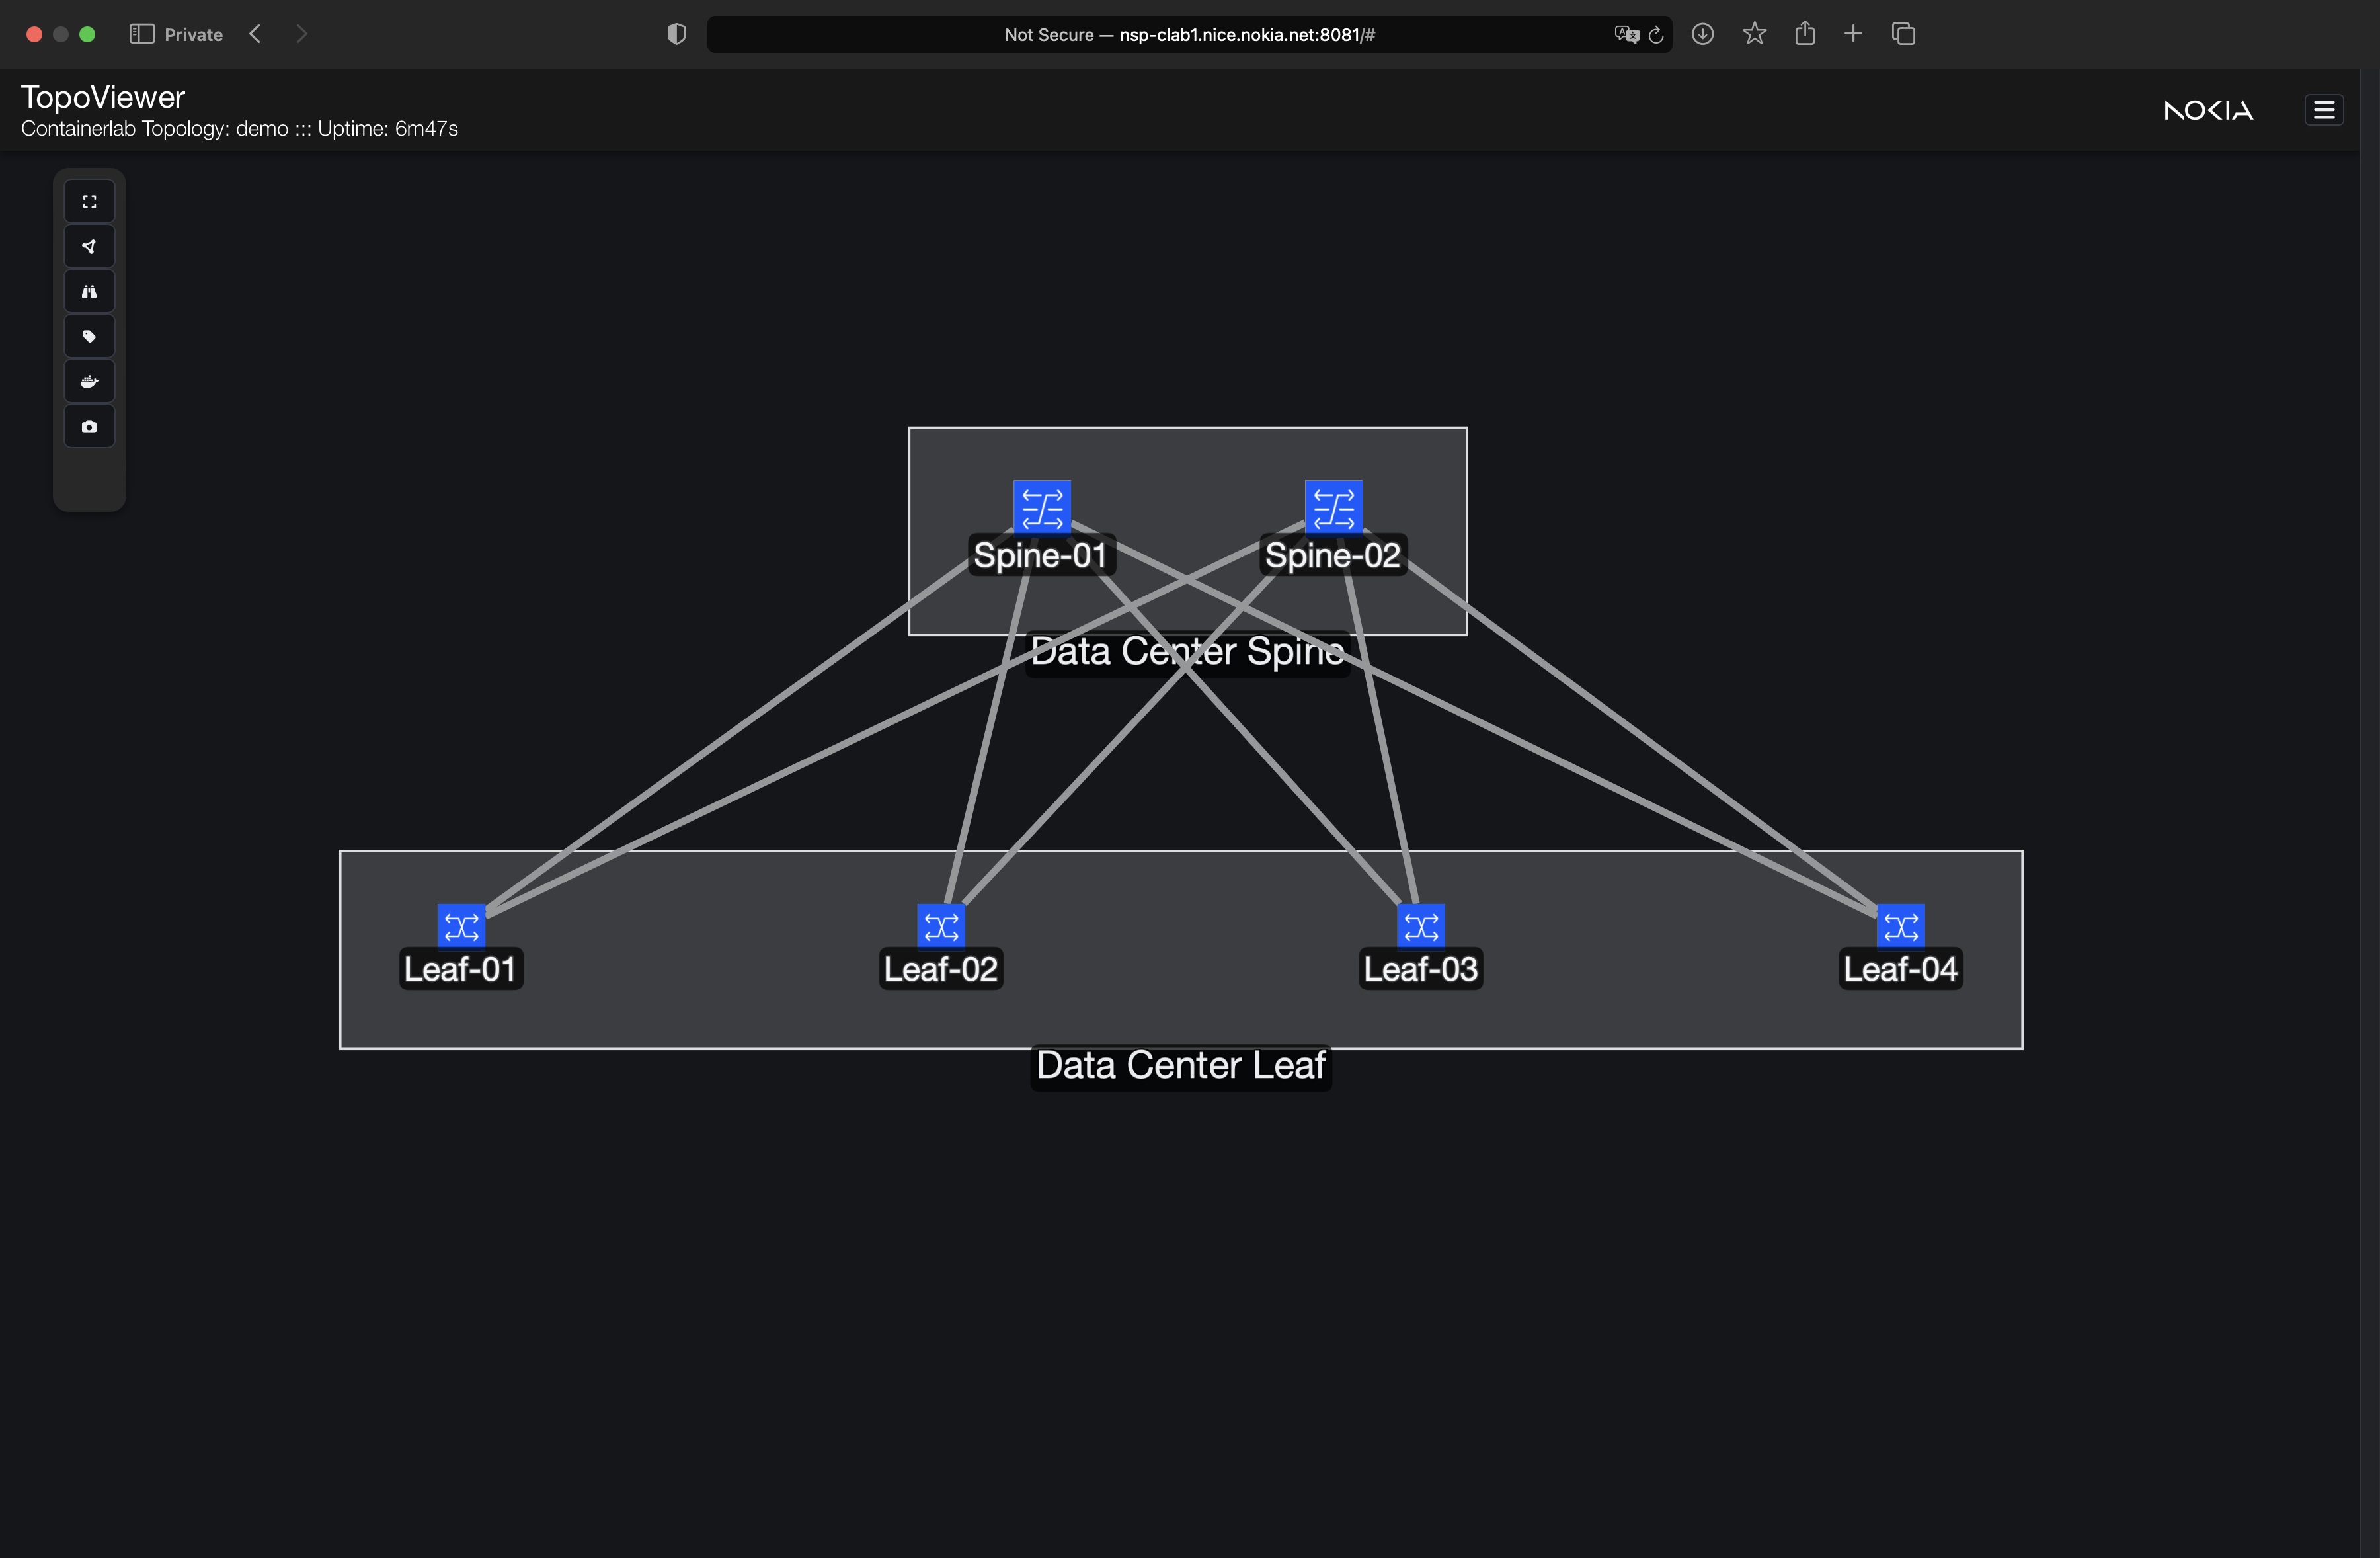 Private
Not Secure — nsp-clab1.nice.nokia.net:8081/#
TopoViewer
Containerlab Topology: demo ::: Uptime: 6m47s
NOKIA
Spine-01
Spine-02
Data Center Spine
Leaf-01
Leaf-02
Leaf-03
Leaf-04
Data Center Leaf